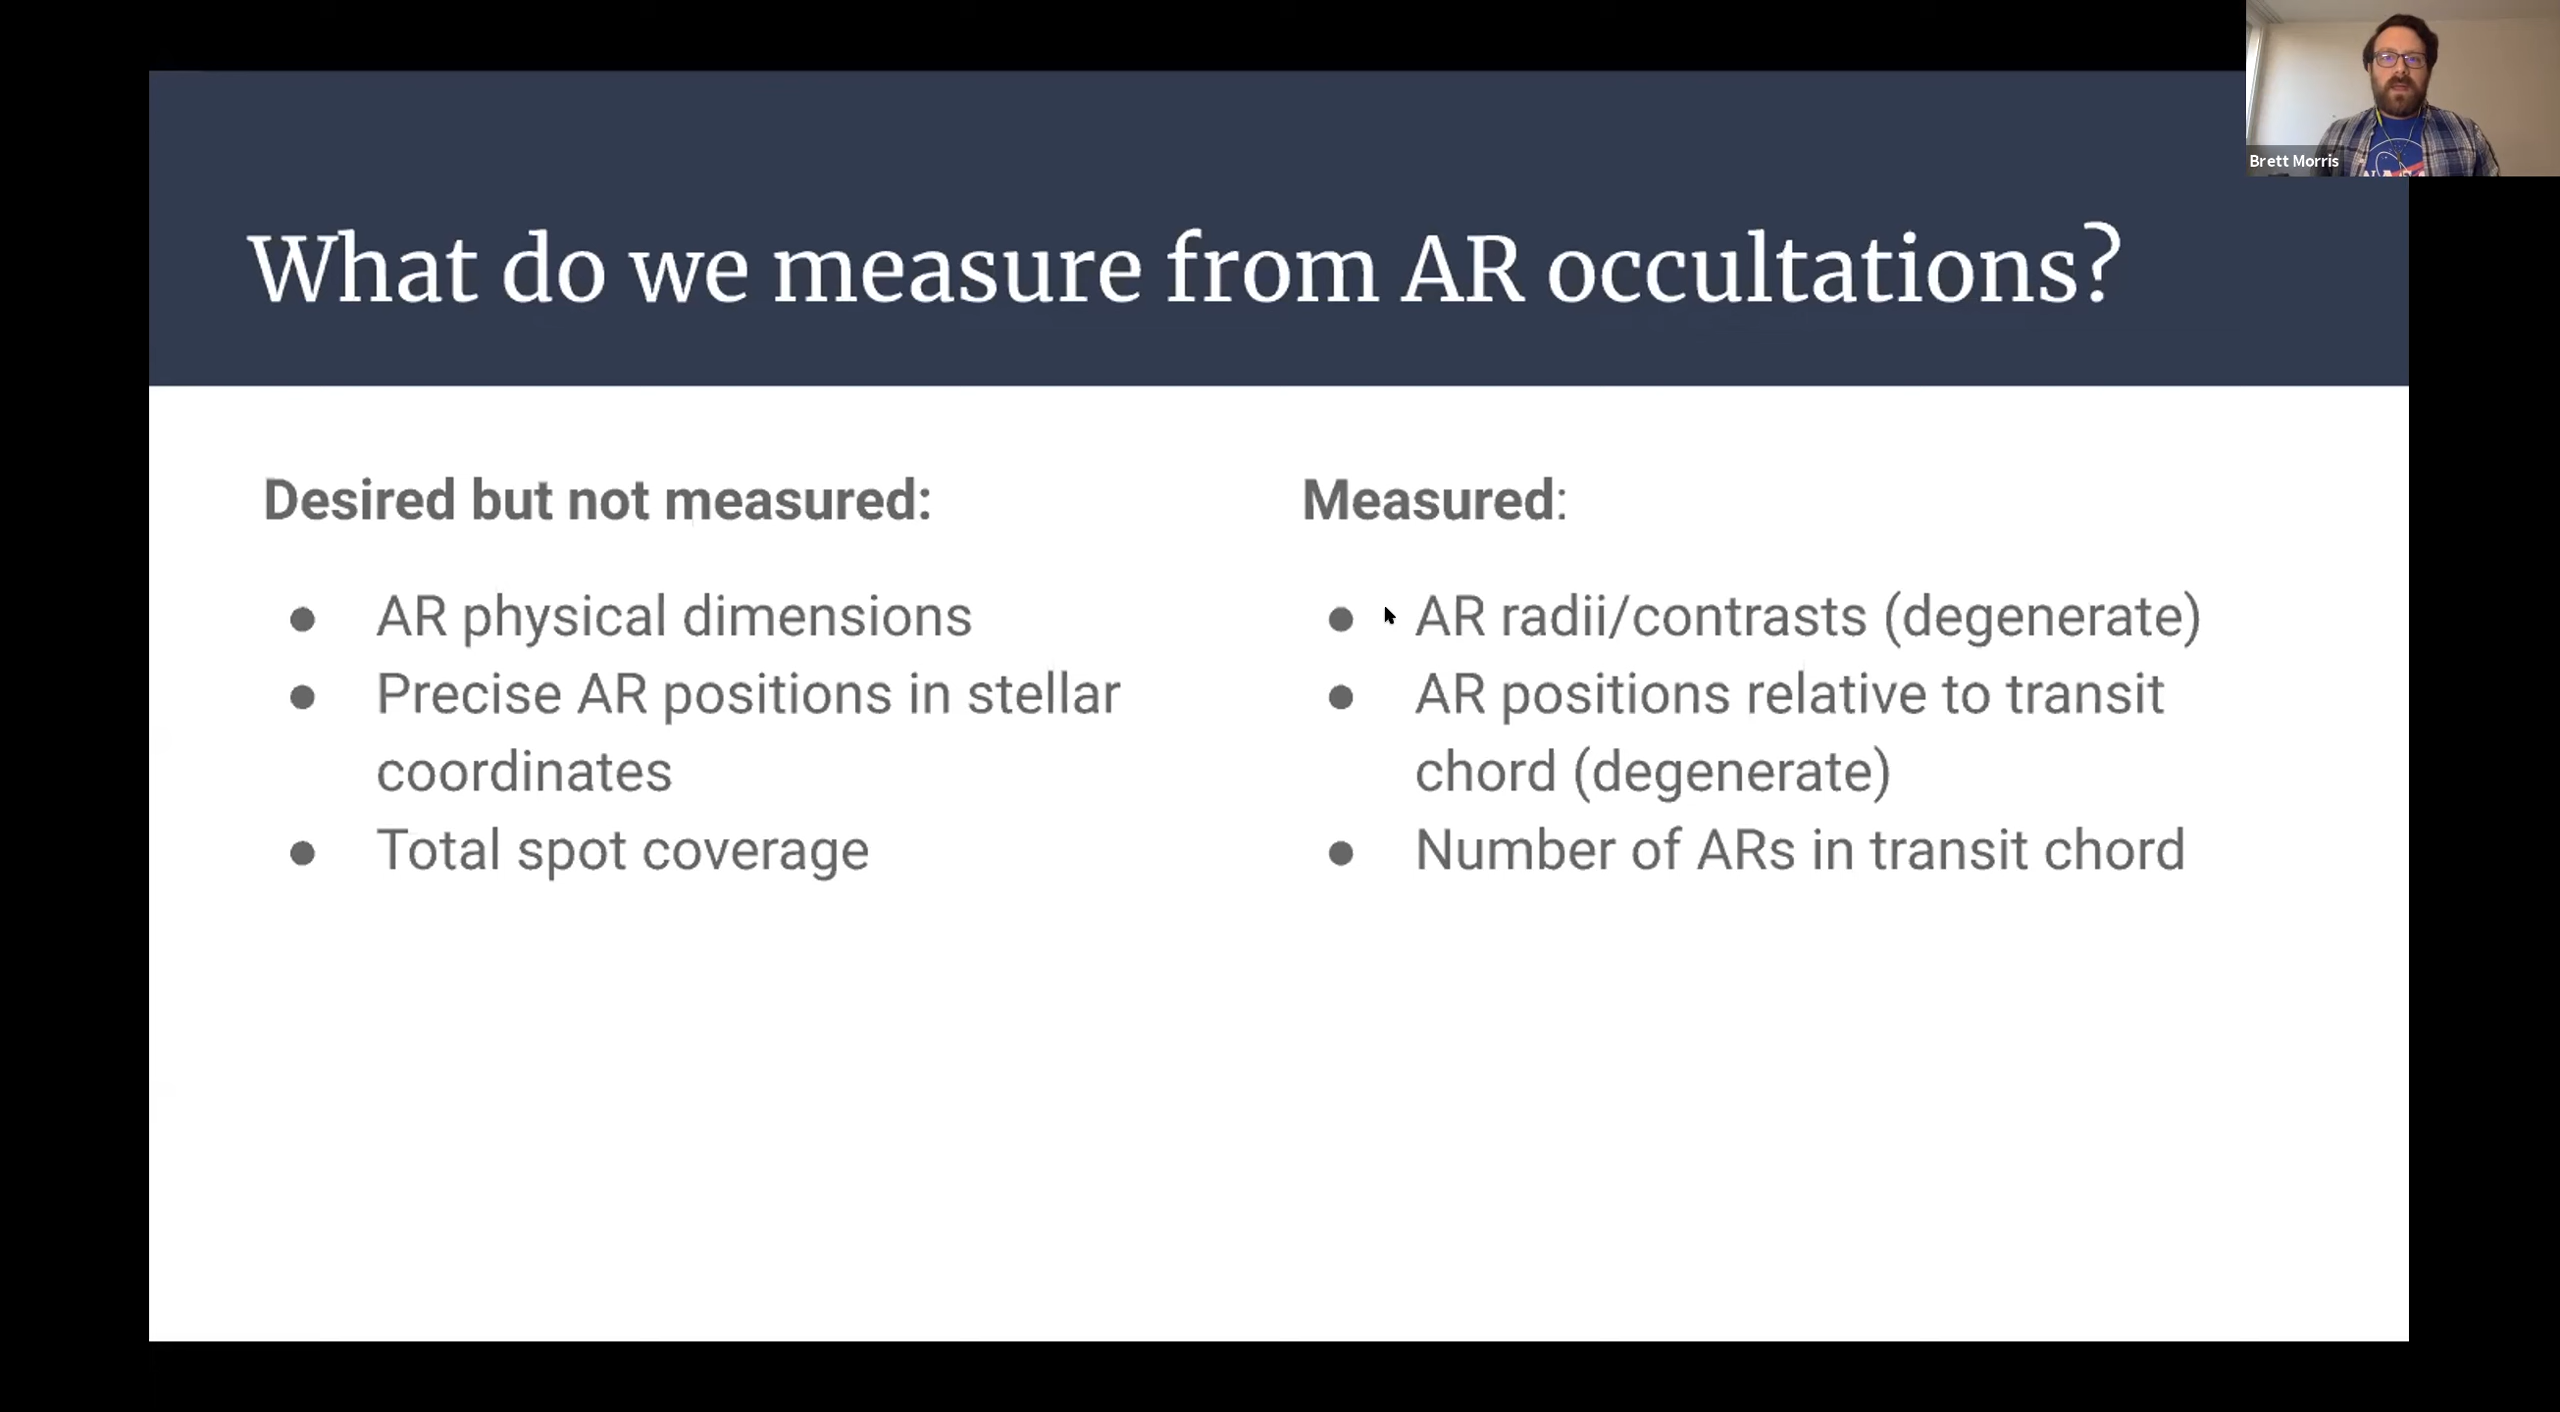 Brett Morris
What do we measure from AR occultations?
Desired but not measured:
● AR physical dimensions
● Precise AR positions in stellar
coordinates
● Total spot coverage
Measured:
● AR radii/contrasts (degenerate)
● AR positions relative to transit
chord (degenerate)
● Number of ARs in transit chord